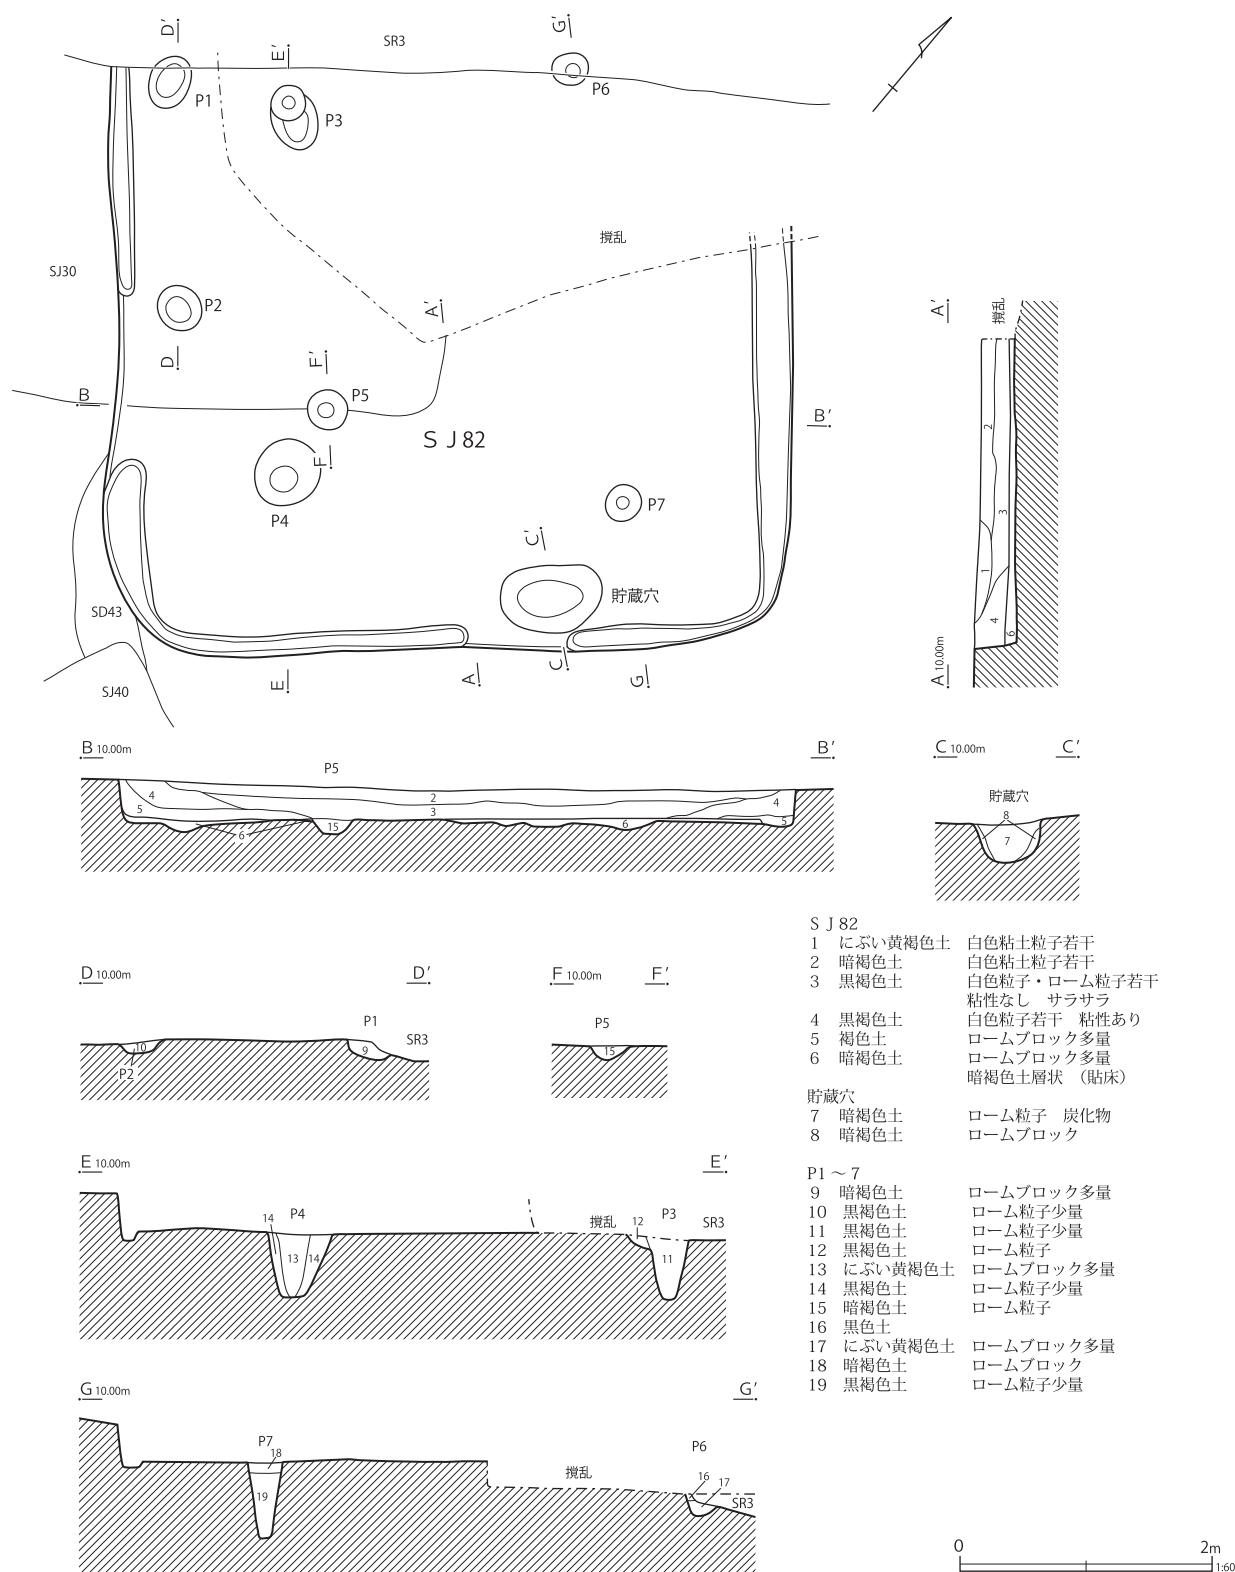 D′
E′
SR3
G′
P1
P3
P6
撹乱
SJ30
P2
A′
D
F′
B
P5
B′
SJ82
F
P4
P7
C′
貯蔵穴
SD43
SJ40
E
A
C
G
A′
撹乱
2
3
1
4
6
A 10.00m
B 10.00m
B′
P5
4
5
2
3
6
15
6
4
5
C 10.00m
C′
貯蔵穴
8
7
D 10.00m
D′
P1
SR3
10
9
P2
F 10.00m
F′
P5
15
E 10.00m
E′
14
P4
撹乱
12
P3
SR3
13
14
11
G 10.00m
G′
P7
18
19
撹乱
P6
16
17
SR3
SJ82
1 にぶい黄褐色土 白色粘土粒子若干
2 暗褐色土 白色粘土粒子若干
3 黒褐色土 白色粒子・ローム粒子若干
粘性なし サラサラ
4 黒褐色土 白色粒子若干 粘性あり
5 褐色土 ロームブロック多量
6 暗褐色土 ロームブロック多量
暗褐色土層状 (貼床)
貯蔵穴
7 暗褐色土 ローム粒子 炭化物
8 暗褐色土 ロームブロック
P1~7
9 暗褐色土 ロームブロック多量
10 黒褐色土 ローム粒子少量
11 黒褐色土 ローム粒子少量
12 黒褐色土 ローム粒子
13 にぶい黄褐色土 ロームブロック多量
14 黒褐色土 ローム粒子少量
15 暗褐色土 ローム粒子
16 黒色土
17 にぶい黄褐色土 ロームブロック多量
18 暗褐色土 ロームブロック
19 黒褐色土 ローム粒子少量
0 2m
1:60